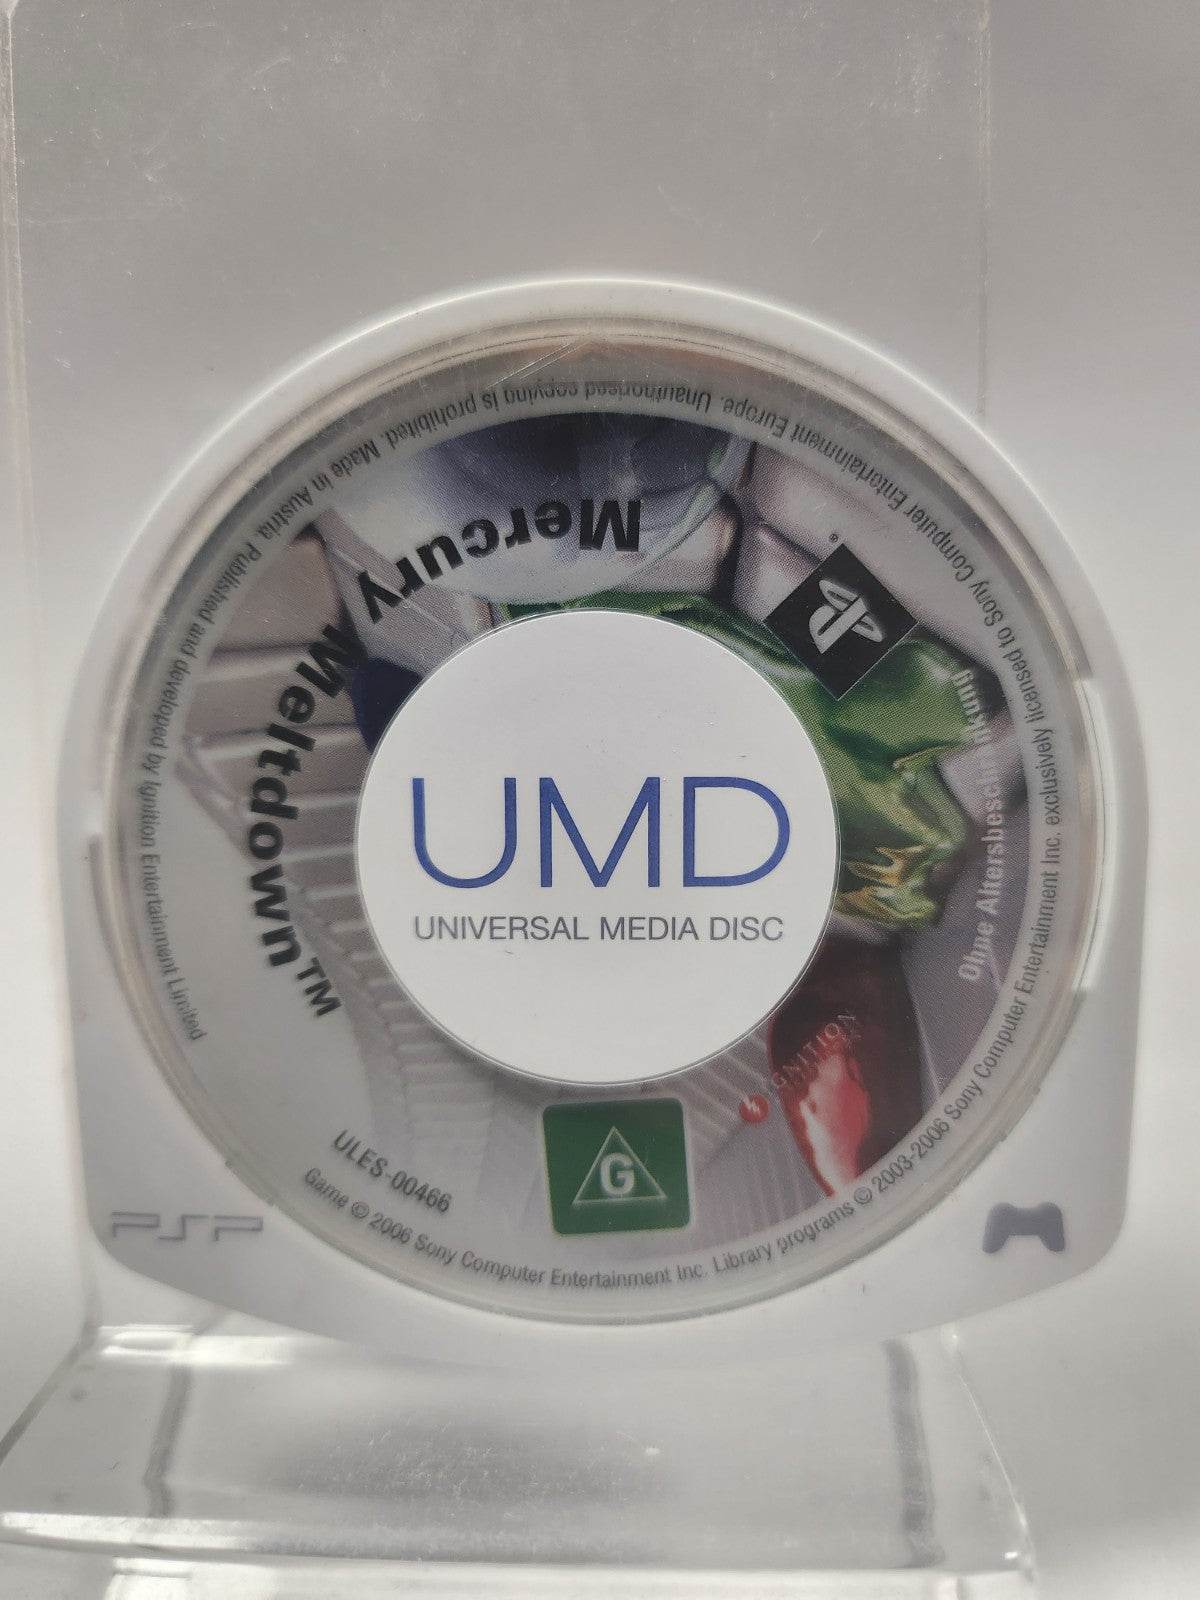 Mercury Meltdown™
UMD
UNIVERSAL MEDIA DISC
Ohne Altersbeschränkung
IGNITION
G
ULES-00466
PSP
Game © 2006 Sony Computer Entertainment Inc. Library programs © 2003-2006 Sony Computer Entertainment Inc. exclusively licensed to Sony Computer Entertainment Europe. Unauthorised copying is prohibited. Made in Austria. Published and developed by Ignition Entertainment Limited